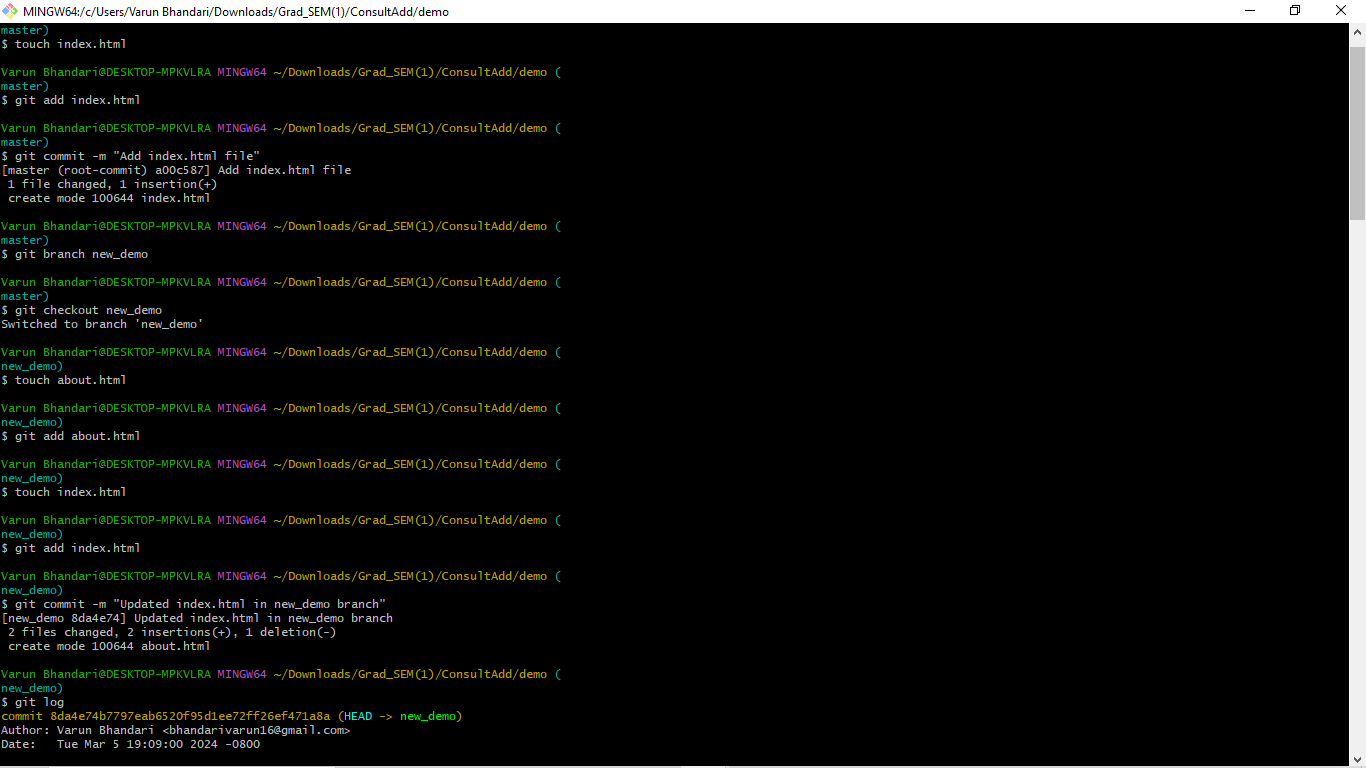 MINGW64:/c/Users/Varun Bhandari/Downloads/Grad_SEM(1)/ConsultAdd/demo
master)
$ touch index.html
Varun Bhandari@DESKTOP-MPKVLRA MINGW64 ~/Downloads/Grad_SEM(1)/ConsultAdd/demo (
master)
$ git add index.html
Varun Bhandari@DESKTOP-MPKVLRA MINGW64 ~/Downloads/Grad_SEM(1)/ConsultAdd/demo (
master)
$ git commit -m "Add index.html file"
[master (root-commit) a00c587] Add index.html file
 1 file changed, 1 insertion(+)
 create mode 100644 index.html
Varun Bhandari@DESKTOP-MPKVLRA MINGW64 ~/Downloads/Grad_SEM(1)/ConsultAdd/demo (
master)
$ git branch new_demo
Varun Bhandari@DESKTOP-MPKVLRA MINGW64 ~/Downloads/Grad_SEM(1)/ConsultAdd/demo (
master)
$ git checkout new_demo
Switched to branch 'new_demo'
Varun Bhandari@DESKTOP-MPKVLRA MINGW64 ~/Downloads/Grad_SEM(1)/ConsultAdd/demo (
new_demo)
$ touch about.html
Varun Bhandari@DESKTOP-MPKVLRA MINGW64 ~/Downloads/Grad_SEM(1)/ConsultAdd/demo (
new_demo)
$ git add about.html
Varun Bhandari@DESKTOP-MPKVLRA MINGW64 ~/Downloads/Grad_SEM(1)/ConsultAdd/demo (
new_demo)
$ touch index.html
Varun Bhandari@DESKTOP-MPKVLRA MINGW64 ~/Downloads/Grad_SEM(1)/ConsultAdd/demo (
new_demo)
$ git add index.html
Varun Bhandari@DESKTOP-MPKVLRA MINGW64 ~/Downloads/Grad_SEM(1)/ConsultAdd/demo (
new_demo)
$ git commit -m "Updated index.html in new_demo branch"
[new_demo 8da4e74] Updated index.html in new_demo branch
 2 files changed, 2 insertions(+), 1 deletion(-)
 create mode 100644 about.html
Varun Bhandari@DESKTOP-MPKVLRA MINGW64 ~/Downloads/Grad_SEM(1)/ConsultAdd/demo (
new_demo)
$ git log
commit 8da4e74b7797eab6520f95d1ee72ff26ef471a8a (HEAD -> new_demo)
Author: Varun Bhandari <bhandarivarun16@gmail.com>
Date:   Tue Mar 5 19:09:00 2024 -0800